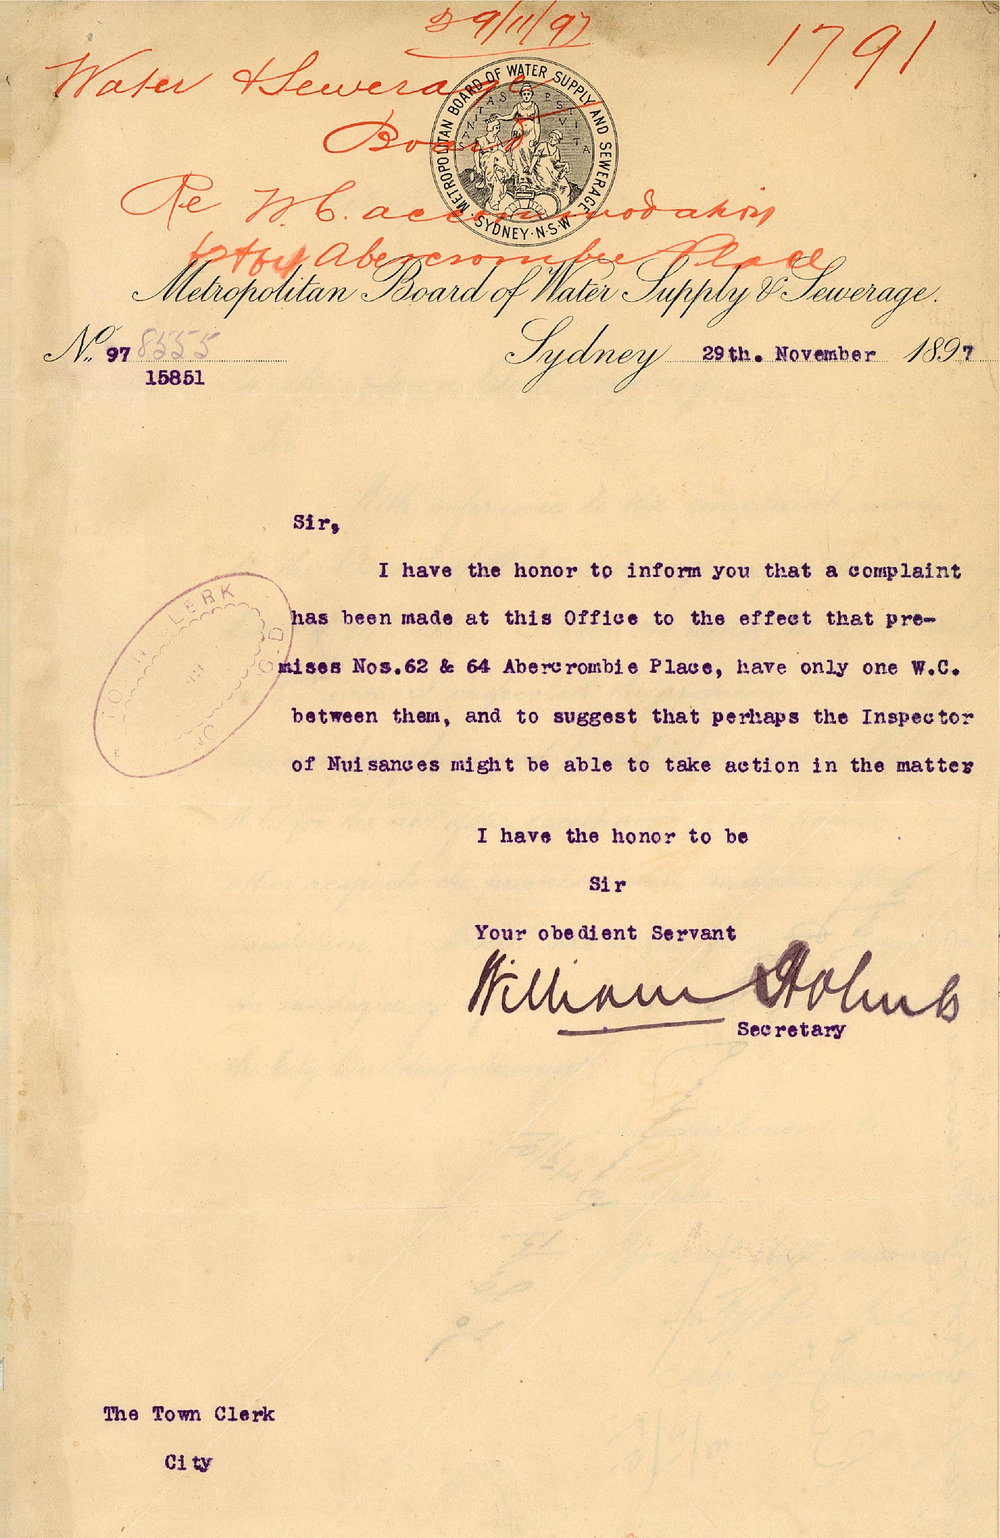 29/11/97
1791
Water & Sewerage
Board
Re W.C. accommodation
62 & 64 Abercrombie Place
METROPOLITAN BOARD OF WATER SUPPLY AND SEWERAGE
SANITAS
SYDNEY·N·S·W·
Metropolitan Board of Water Supply & Sewerage.
No. 97 8555
15851
Sydney 29th. November 1897
Sir,
I have the honor to inform you that a complaint
has been made at this Office to the effect that pre-
mises Nos.62 & 64 Abercrombie Place, have only one W.C.
between them, and to suggest that perhaps the Inspector
of Nuisances might be able to take action in the matter
CLERK
I have the honor to be
Sir
Your obedient Servant
William Holmes
Secretary
The Town Clerk
City